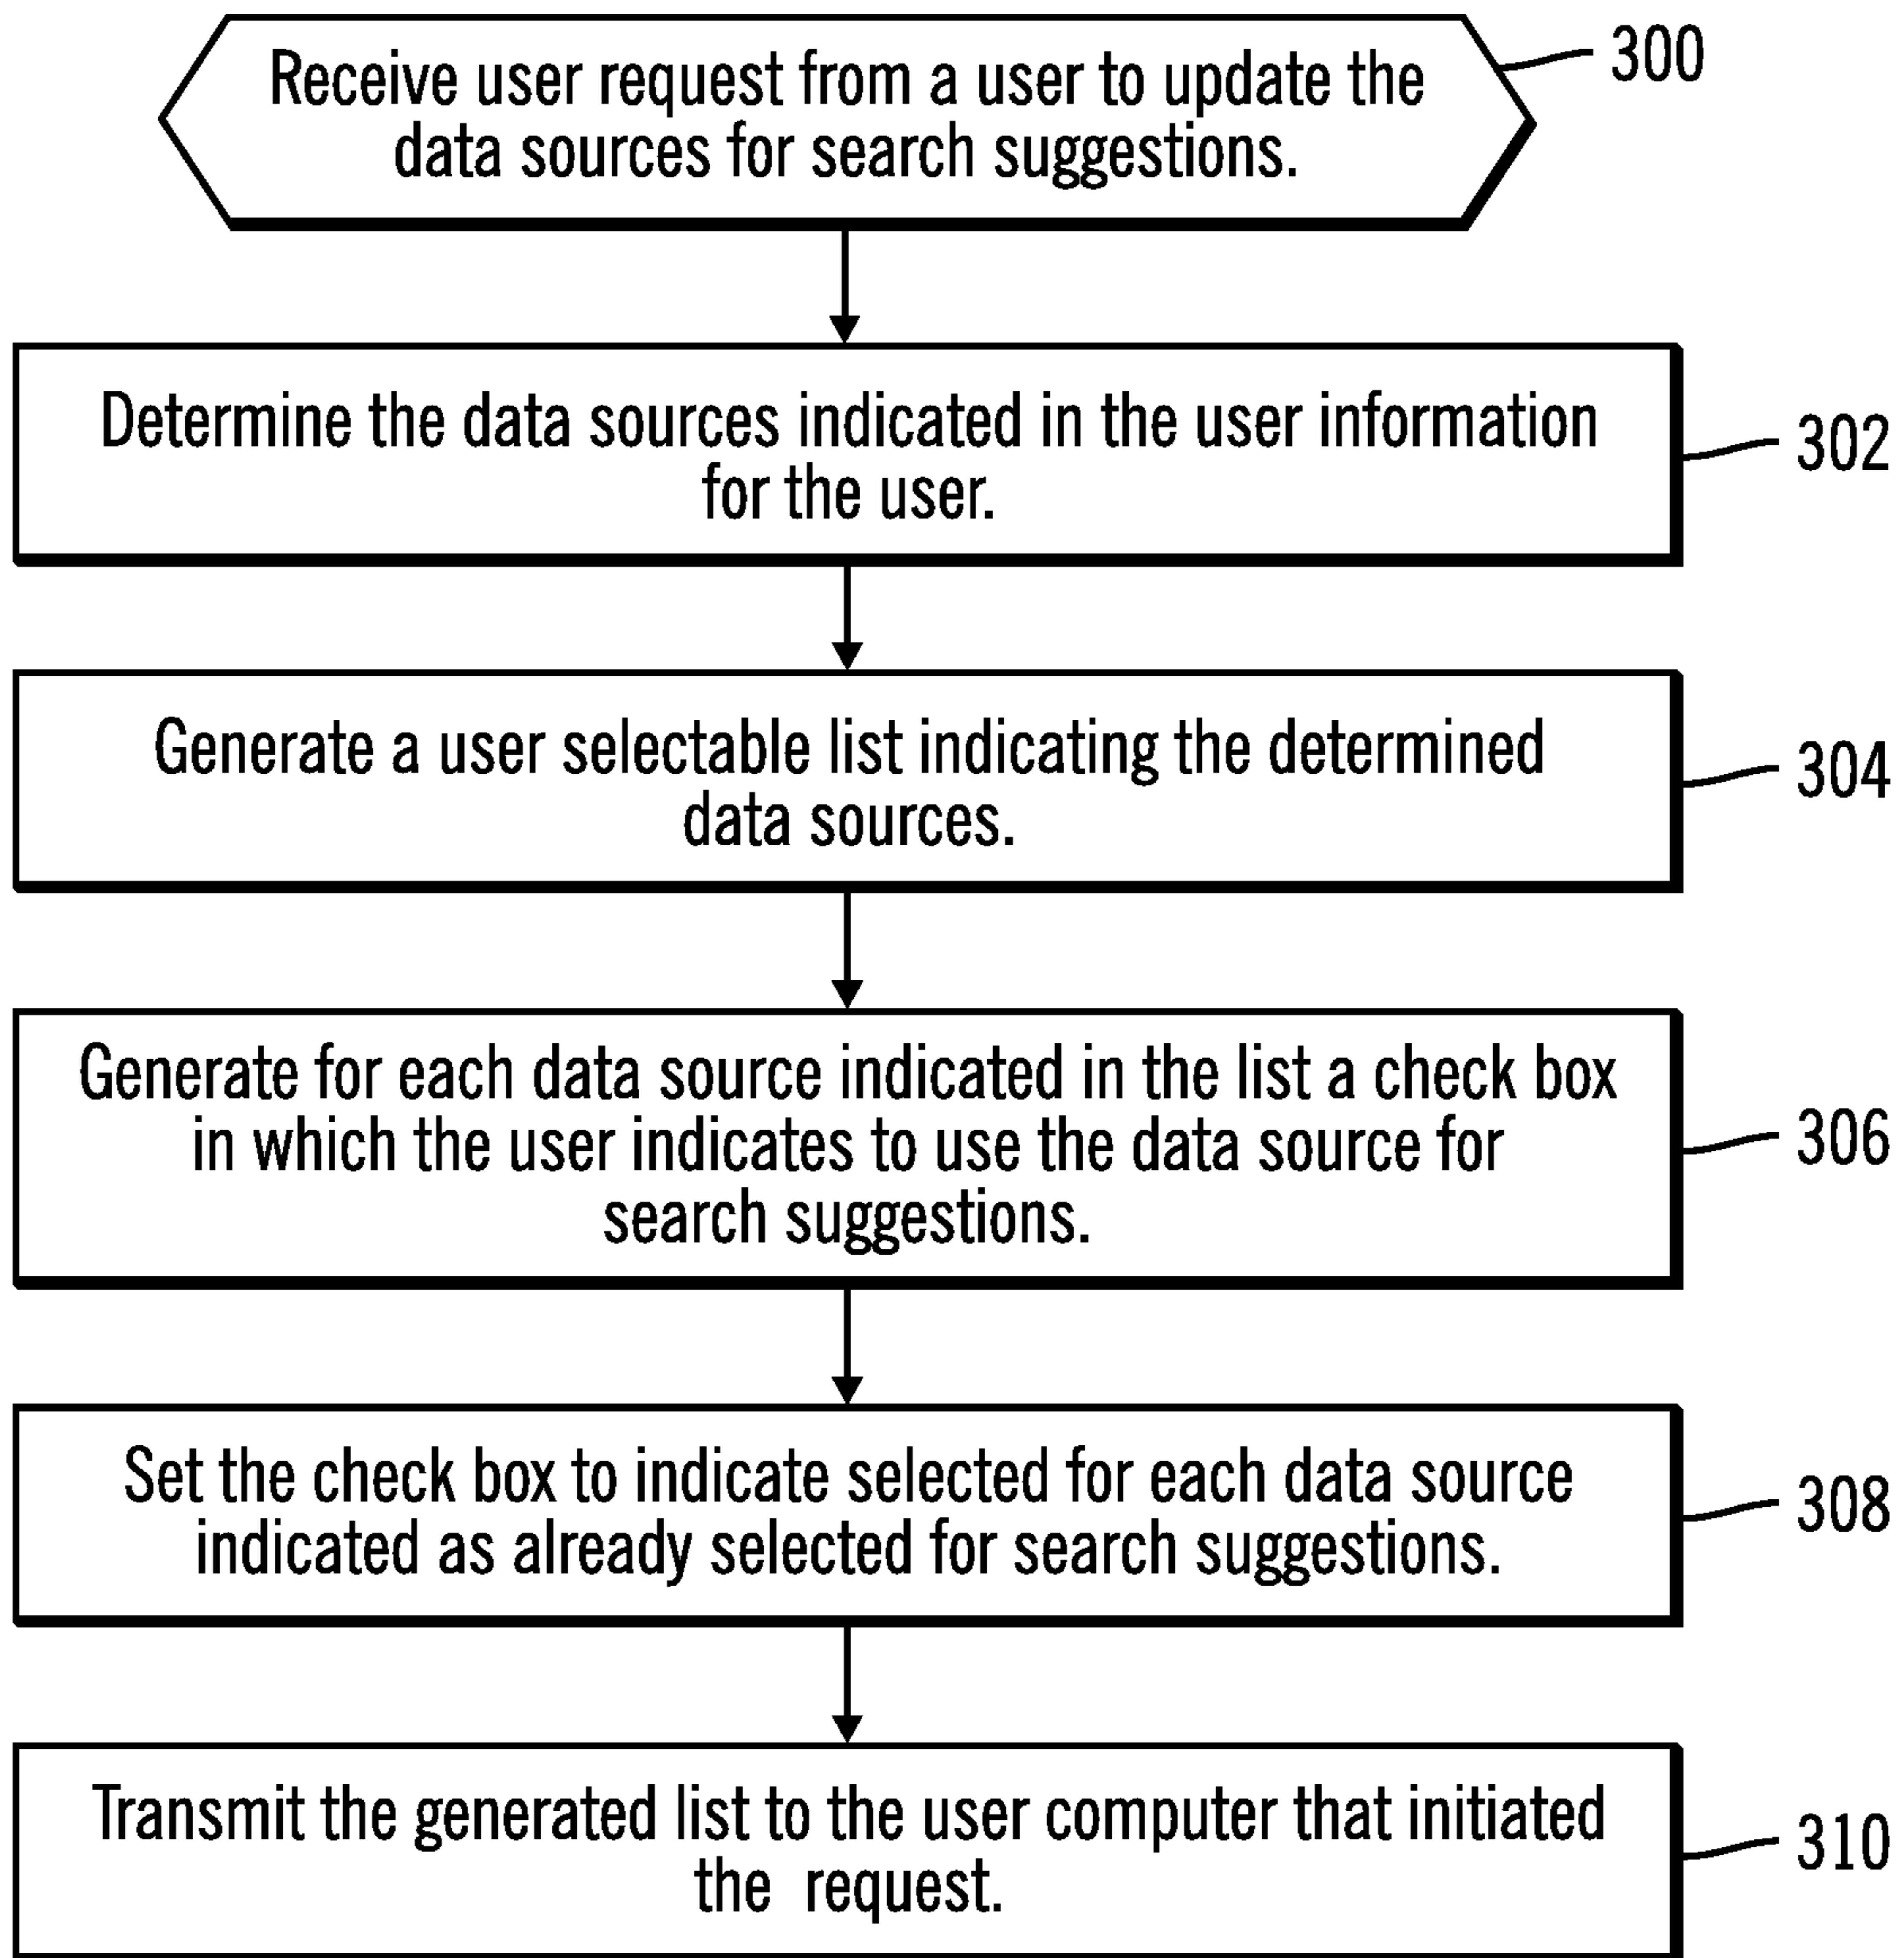 Receive user request from a user to update the
data sources for search suggestions.
300
Determine the data sources indicated in the user information
for the user.
302
Generate a user selectable list indicating the determined
data sources.
304
Generate for each data source indicated in the list a check box
in which the user indicates to use the data source for
search suggestions.
306
Set the check box to indicate selected for each data source
indicated as already selected for search suggestions.
308
Transmit the generated list to the user computer that initiated
the request.
310